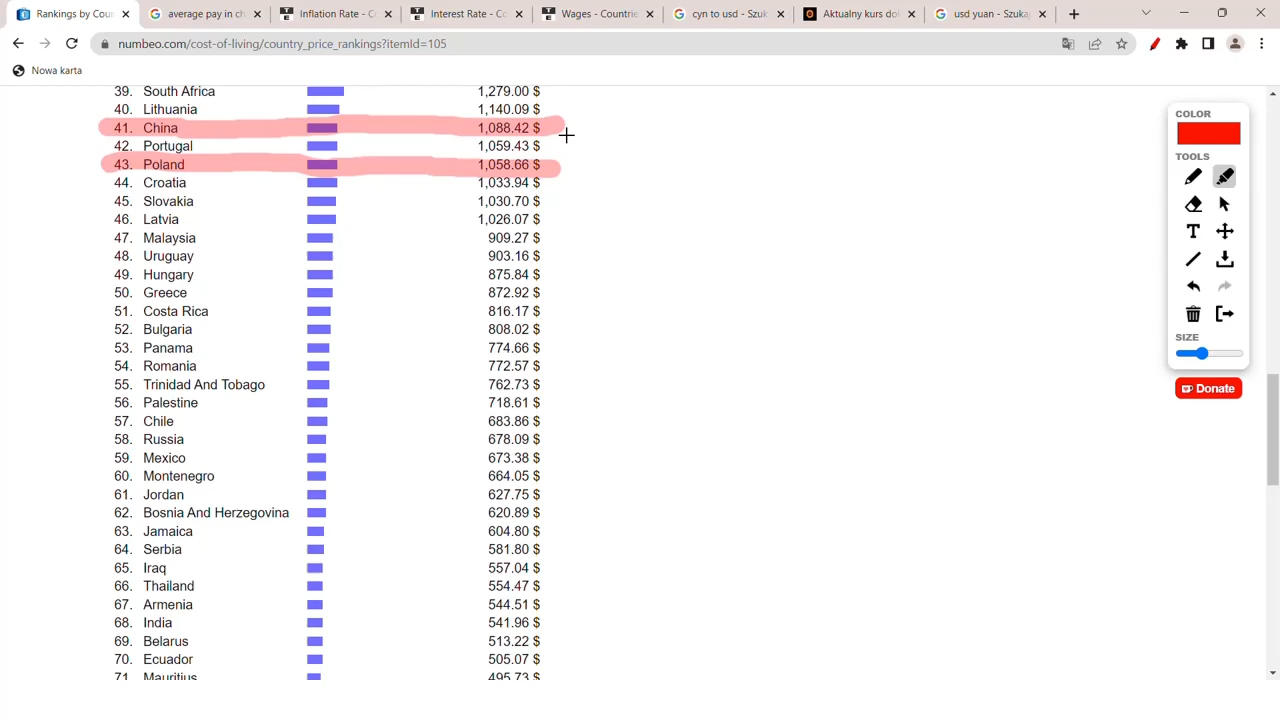 Rankings by Cour
average pay in ch
Inflation Rate - Co
Interest Rate - Co
Wages - Countrie
cyn to usd - Szuk
Aktualny kurs do
usd yuan - Szuka
numbeo.com/cost-of-living/country_price_rankings?itemId=105
Nowa karta
39. South Africa 1,279.00 $
40. Lithuania 1,140.09 $
41. China 1,088.42 $
42. Portugal 1,059.43 $
43. Poland 1,058.66 $
44. Croatia 1,033.94 $
45. Slovakia 1,030.70 $
46. Latvia 1,026.07 $
47. Malaysia 909.27 $
48. Uruguay 903.16 $
49. Hungary 875.84 $
50. Greece 872.92 $
51. Costa Rica 816.17 $
52. Bulgaria 808.02 $
53. Panama 774.66 $
54. Romania 772.57 $
55. Trinidad And Tobago 762.73 $
56. Palestine 718.61 $
57. Chile 683.86 $
58. Russia 678.09 $
59. Mexico 673.38 $
60. Montenegro 664.05 $
61. Jordan 627.75 $
62. Bosnia And Herzegovina 620.89 $
63. Jamaica 604.80 $
64. Serbia 581.80 $
65. Iraq 557.04 $
66. Thailand 554.47 $
67. Armenia 544.51 $
68. India 541.96 $
69. Belarus 513.22 $
70. Ecuador 505.07 $
71. Mauritius 495.73 $
COLOR
TOOLS
T
SIZE
Donate